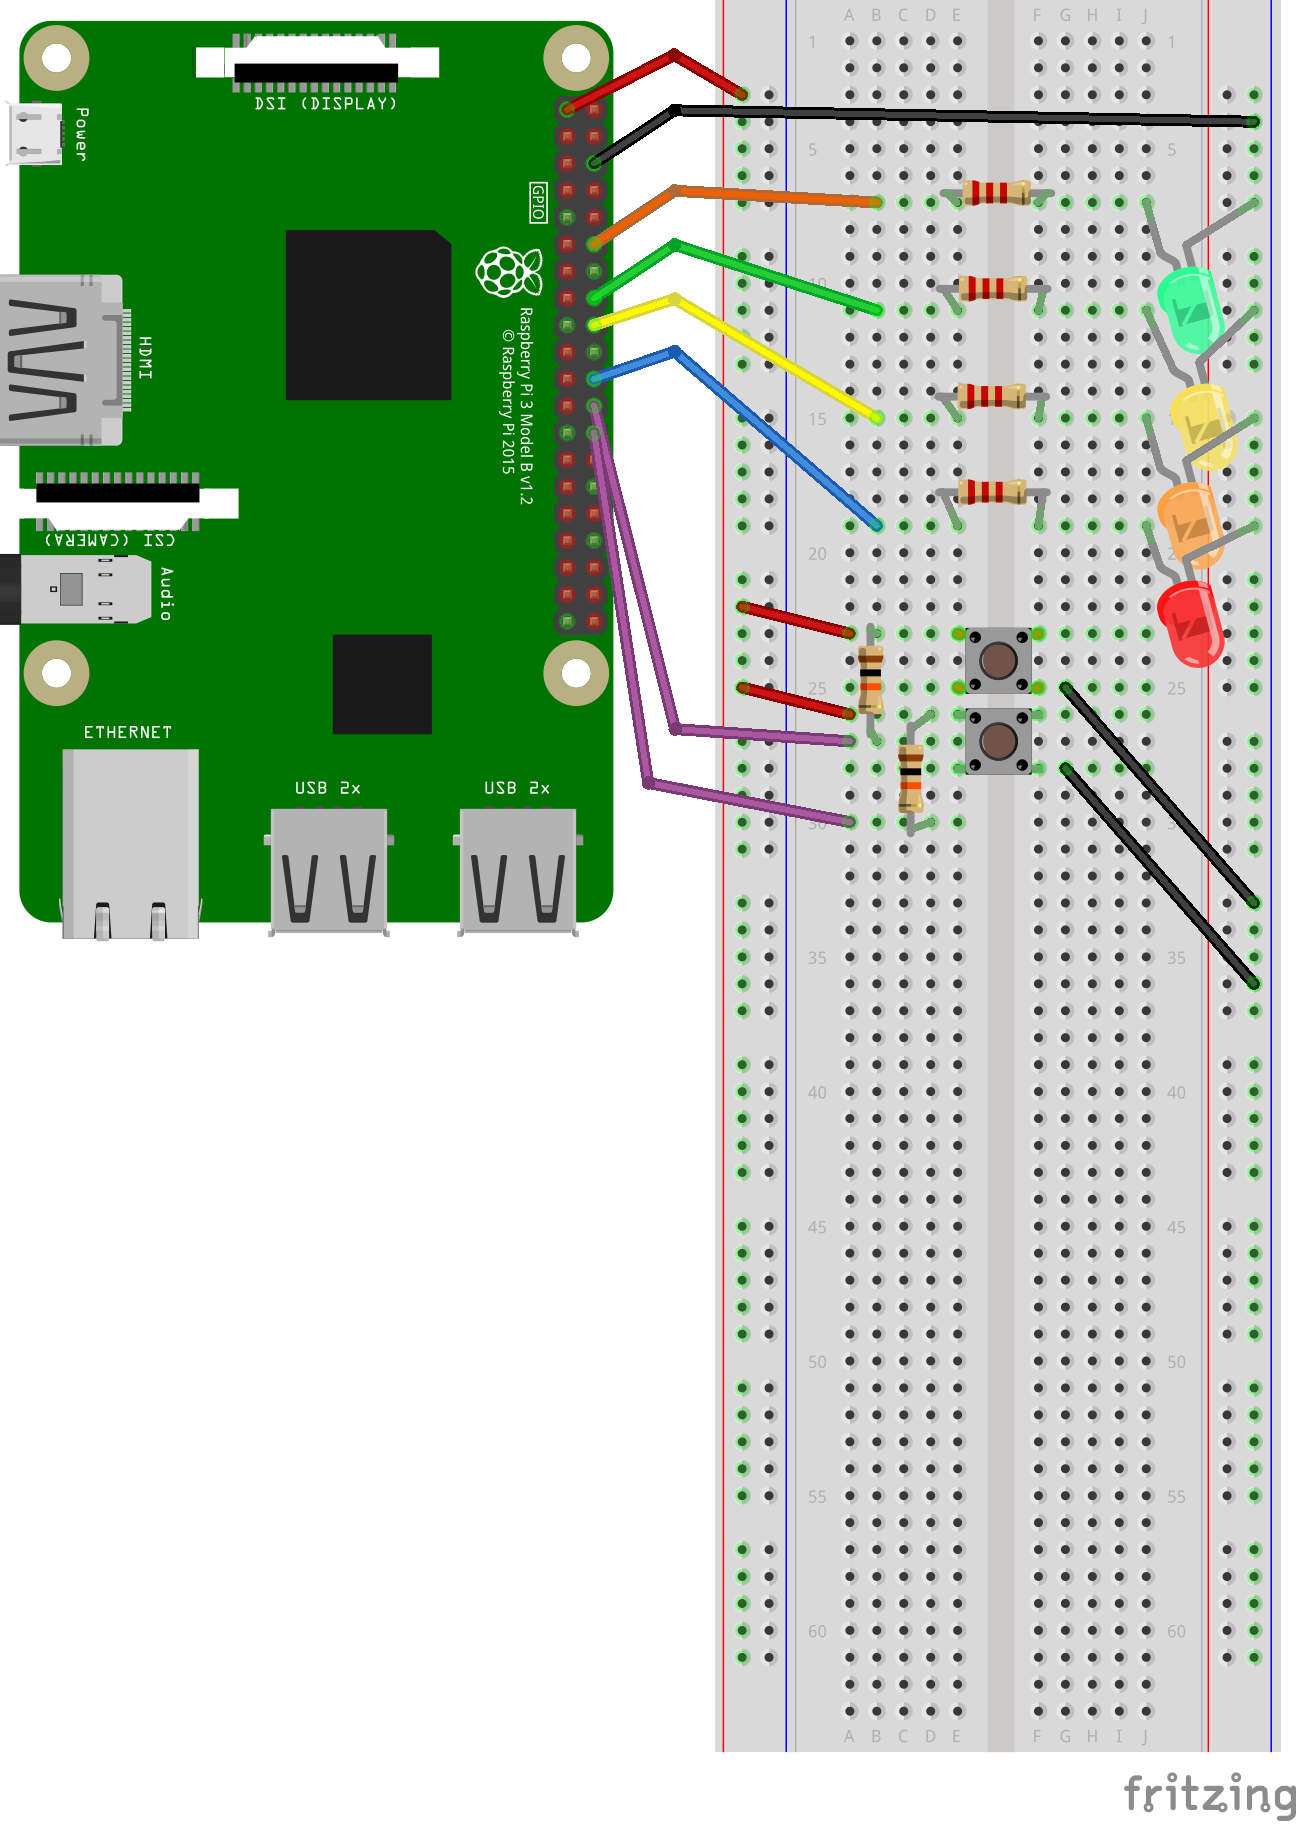 A B C D E F G H I J
1 1
DSI (DISPLAY)
Power
5 5
GPIO
10
HDMI
Raspberry Pi 3 Model B v1.2
© Raspberry Pi 2015
15
CSI (CAMERA)
Audio
20
25 25
ETHERNET
USB 2x USB 2x
30
35 35
40 40
45 45
50 50
55 55
60 60
A B C D E F G H I J
fritzing